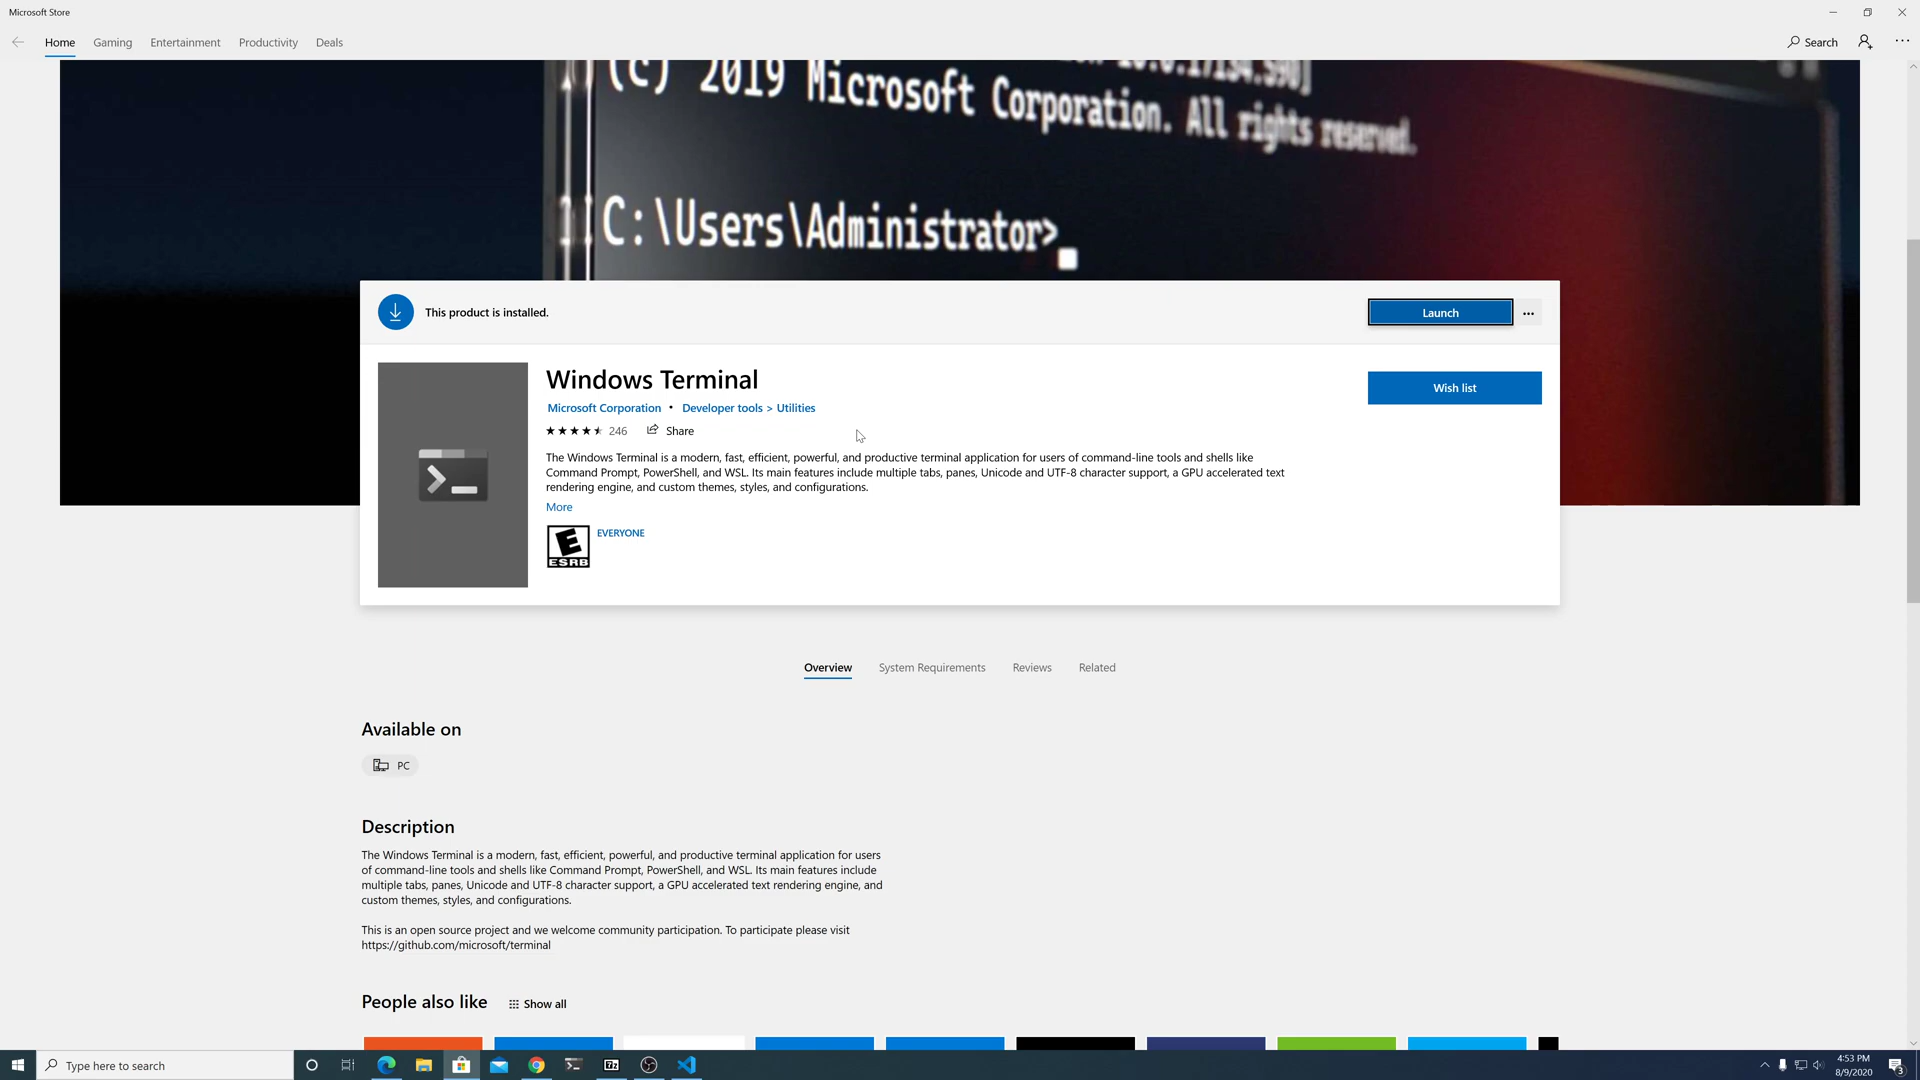 Microsoft Store
Home Gaming Entertainment Productivity Deals Search
(c) 2019 Microsoft Corporation. All rights reserved.
C:\Users\Administrator>
This product is installed.
Launch
Windows Terminal
Wish list
Microsoft Corporation • Developer tools > Utilities
246 Share
The Windows Terminal is a modern, fast, efficient, powerful, and productive terminal application for users of command-line tools and shells like
Command Prompt, PowerShell, and WSL. Its main features include multiple tabs, panes, Unicode and UTF-8 character support, a GPU accelerated text
rendering engine, and custom themes, styles, and configurations.
More
E
ESRB
EVERYONE
Overview System Requirements Reviews Related
Available on
PC
Description
The Windows Terminal is a modern, fast, efficient, powerful, and productive terminal application for users
of command-line tools and shells like Command Prompt, PowerShell, and WSL. Its main features include
multiple tabs, panes, Unicode and UTF-8 character support, a GPU accelerated text rendering engine, and
custom themes, styles, and configurations.
This is an open source project and we welcome community participation. To participate please visit
https://github.com/microsoft/terminal
People also like Show all
Type here to search
4:53 PM
8/9/2020
3